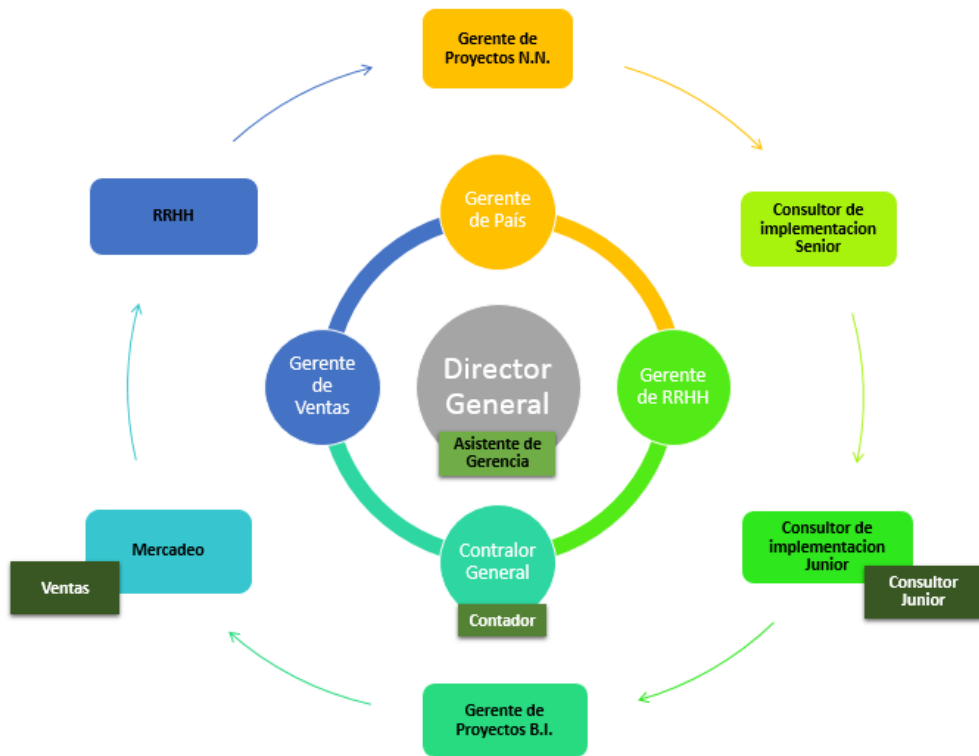 Gerente de
Proyectos N.N.
RRHH
Gerente
de País
Consultor de
implementacion
Senior
Gerente
de
Ventas
Director
General
Gerente
de RRHH
Asistente de
Gerencia
Mercadeo
Ventas
Contralor
General
Contador
Consultor de
implementacion
Junior
Consultor
Junior
Gerente de
Proyectos B.I.